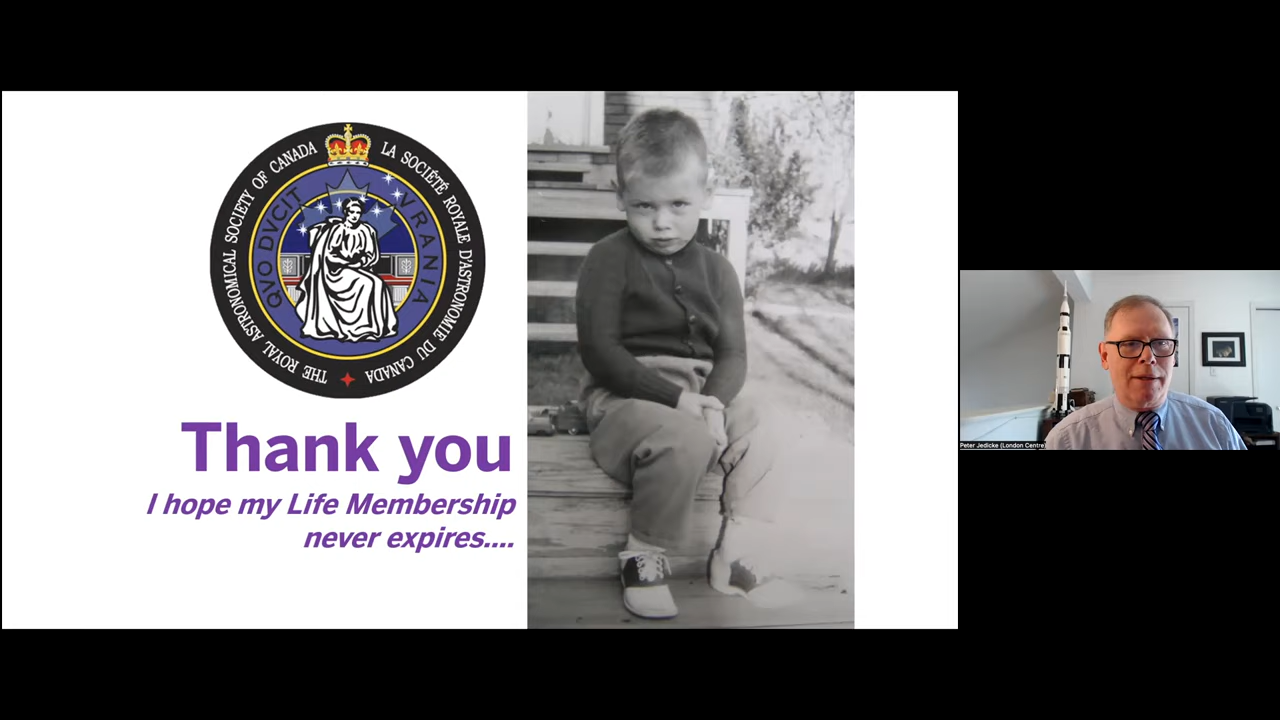 THE ROYAL ASTRONOMICAL SOCIETY OF CANADA
LA SOCIÉTÉ ROYALE D'ASTRONOMIE DU CANADA
QVO DVCIT
VRANIA
Thank you
I hope my Life Membership
never expires....
Peter Jedicke (London Centre)